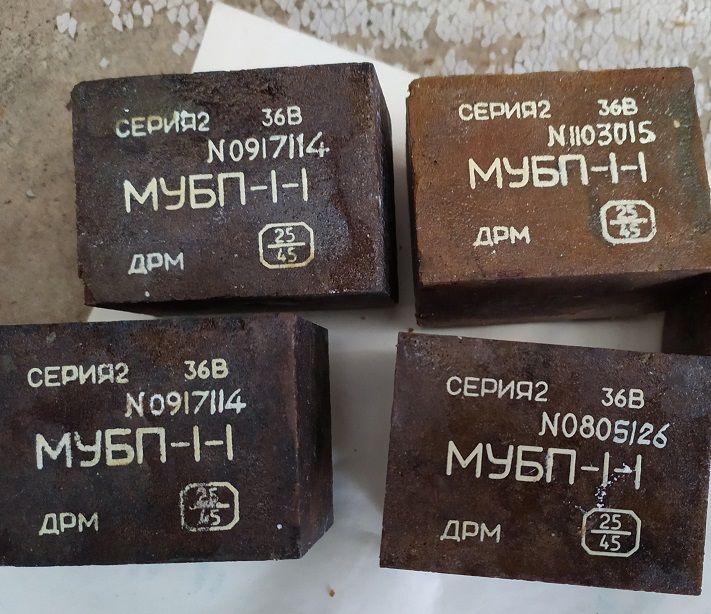 СЕРИЯ2 36В
N0917114
МУБП-1-1
ДРМ 25/45
СЕРИЯ2 36В
N1103015
МУБП-1-1
ДРМ 25/45
СЕРИЯ2 36В
N0917114
МУБП-1-1
ДРМ 25/45
СЕРИЯ2 36В
N0805126
МУБП-1-1
ДРМ 25/45